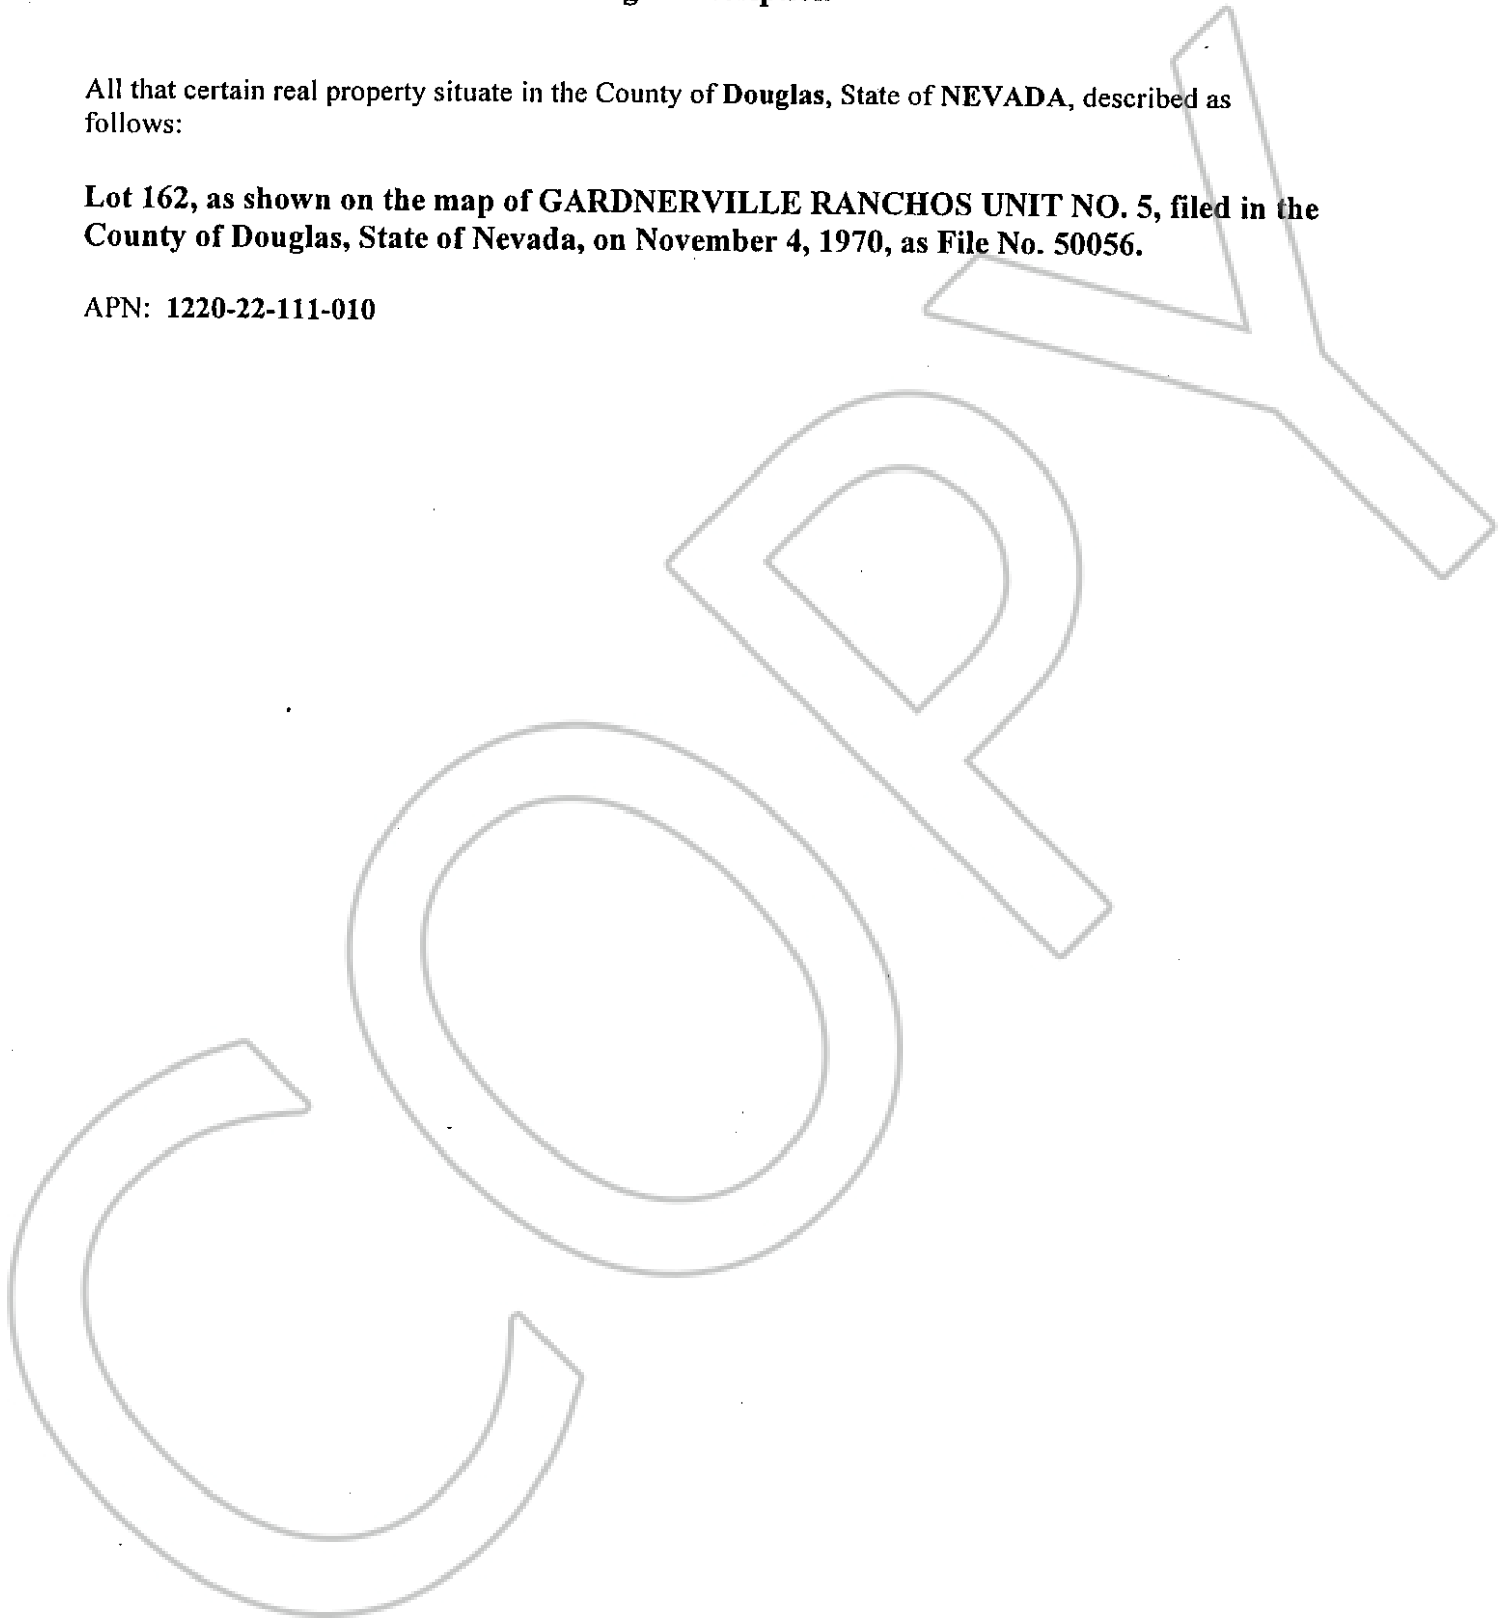 All that certain real property situate in the County of Douglas, State of NEVADA, described as
follows:
Lot 162, as shown on the map of GARDNERVILLE RANCHOS UNIT NO. 5, filed in the
County of Douglas, State of Nevada, on November 4, 1970, as File No. 50056.
APN: 1220-22-111-010
COPY